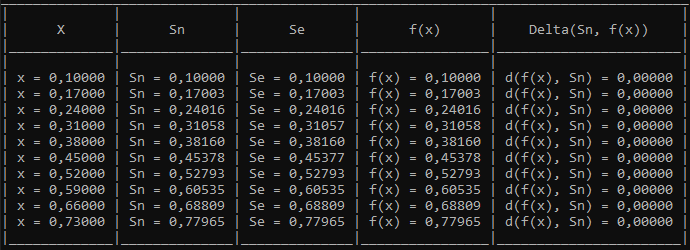 X Sn Se f(x) Delta(Sn, f(x))
x = 0,10000 Sn = 0,10000 Se = 0,10000 f(x) = 0,10000 d(f(x), Sn) = 0,00000
x = 0,17000 Sn = 0,17003 Se = 0,17003 f(x) = 0,17003 d(f(x), Sn) = 0,00000
x = 0,24000 Sn = 0,24016 Se = 0,24016 f(x) = 0,24016 d(f(x), Sn) = 0,00000
x = 0,31000 Sn = 0,31058 Se = 0,31057 f(x) = 0,31058 d(f(x), Sn) = 0,00000
x = 0,38000 Sn = 0,38160 Se = 0,38160 f(x) = 0,38160 d(f(x), Sn) = 0,00000
x = 0,45000 Sn = 0,45378 Se = 0,45377 f(x) = 0,45378 d(f(x), Sn) = 0,00000
x = 0,52000 Sn = 0,52793 Se = 0,52793 f(x) = 0,52793 d(f(x), Sn) = 0,00000
x = 0,59000 Sn = 0,60535 Se = 0,60535 f(x) = 0,60535 d(f(x), Sn) = 0,00000
x = 0,66000 Sn = 0,68809 Se = 0,68809 f(x) = 0,68809 d(f(x), Sn) = 0,00000
x = 0,73000 Sn = 0,77965 Se = 0,77965 f(x) = 0,77965 d(f(x), Sn) = 0,00000